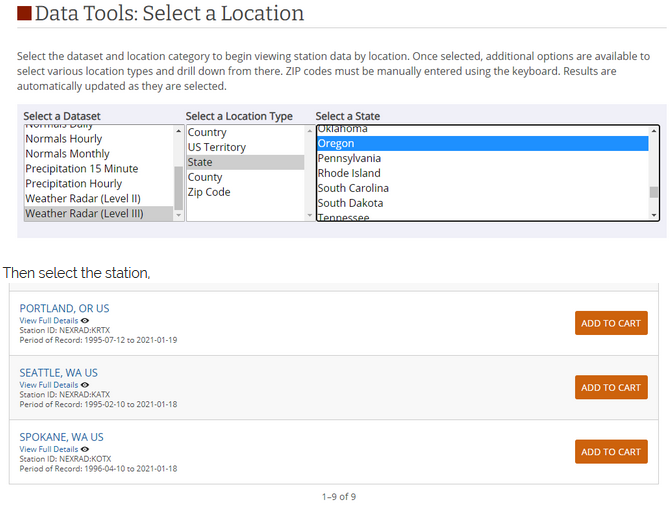 Data Tools: Select a Location
Select the dataset and location category to begin viewing station data by location. Once selected, additional options are available to
select various location types and drill down from there. ZIP codes must be manually entered using the keyboard. Results are
automatically updated as they are selected.
Select a Dataset
Normals Daily
Normals Hourly
Normals Monthly
Precipitation 15 Minute
Precipitation Hourly
Weather Radar (Level II)
Weather Radar (Level III)
Select a Location Type
Country
US Territory
State
County
Zip Code
Select a State
Oklahoma
Oregon
Pennsylvania
Rhode Island
South Carolina
South Dakota
Tennessee
Then select the station,
PORTLAND, OR US
View Full Details
Station ID: NEXRAD:KRTX
Period of Record: 1995-07-12 to 2021-01-19
ADD TO CART
SEATTLE, WA US
View Full Details
Station ID: NEXRAD:KATX
Period of Record: 1995-02-10 to 2021-01-18
ADD TO CART
SPOKANE, WA US
View Full Details
Station ID: NEXRAD:KOTX
Period of Record: 1996-04-10 to 2021-01-18
ADD TO CART
1–9 of 9